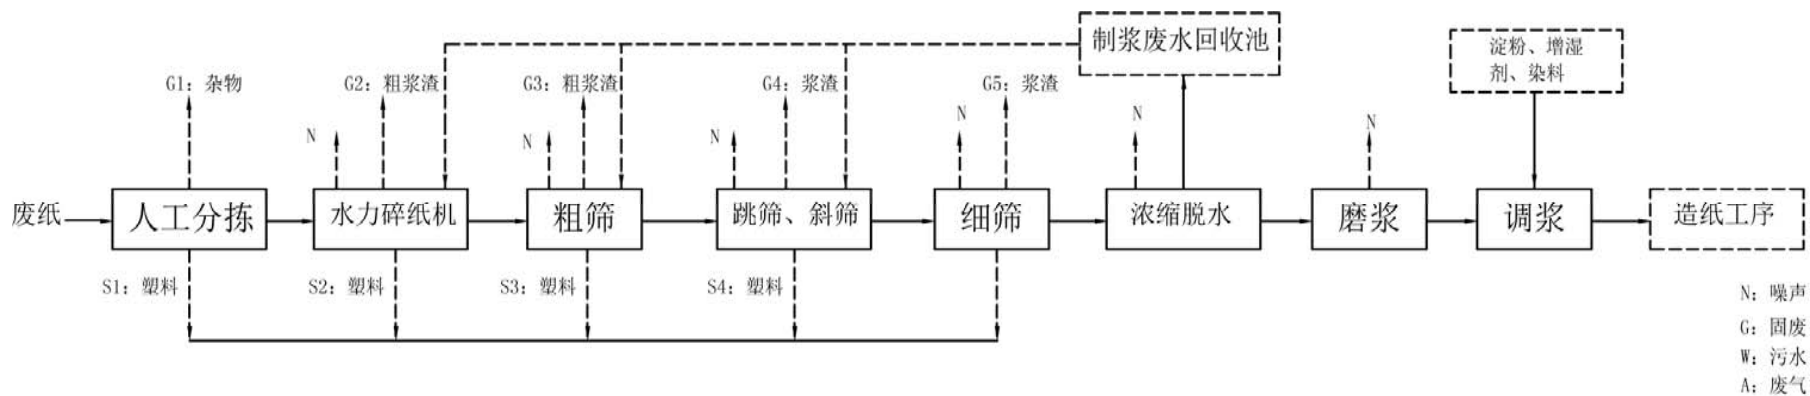 制浆废水回收池
淀粉、增湿
剂、染料
G1：杂物
G2：粗浆渣
G3：粗浆渣
G4：浆渣
G5：浆渣
N
N
N
N
N
N
废纸
人工分拣
水力碎纸机
粗筛
跳筛、斜筛
细筛
浓缩脱水
磨浆
调浆
造纸工序
S1：塑料
S2：塑料
S3：塑料
S4：塑料
N：噪声
G：固废
W：污水
A：废气